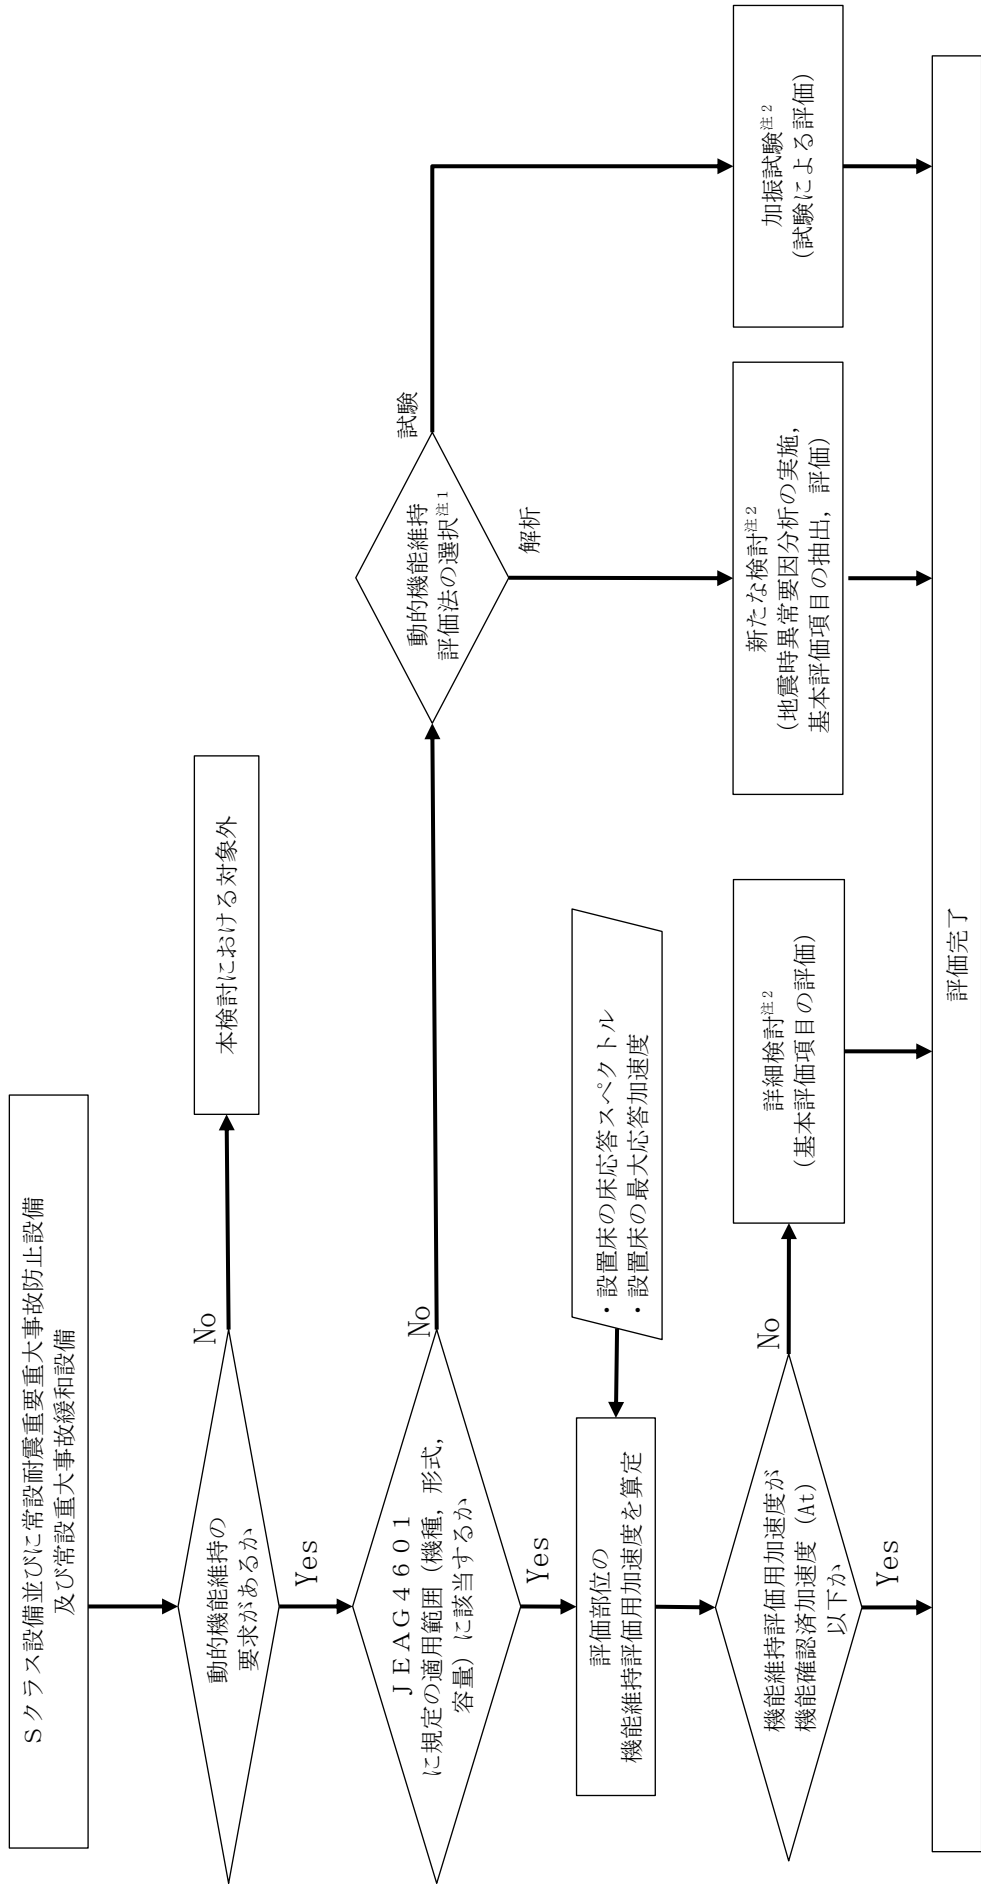 Sクラス設備並びに常設耐震重要重大事故防止設備
及び常設重大事故緩和設備
動的機能維持の
要求があるか
No
本検討における対象外
Yes
JEAG4601
に規定の適用範囲(機種,形式,
容量)に該当するか
No
動的機能維持
評価法の選択注1
試験
解析
Yes
評価部位の
機能維持評価用加速度を算定
・設置床の床応答スペクトル
・設置床の最大応答加速度
機能維持評価用加速度が
機能確認済加速度(At)
以下か
No
Yes
詳細検討注2
(基本評価項目の評価)
新たな検討注2
(地震時異常要因分析の実施,
基本評価項目の抽出,評価)
加振試験注2
(試験による評価)
評価完了